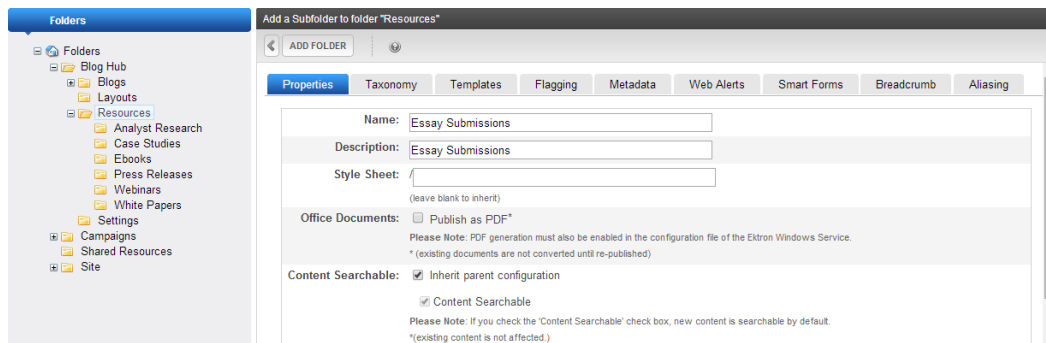 Folders
Folders
Blog Hub
Blogs
Layouts
Resources
Analyst Research
Case Studies
Ebooks
Press Releases
Webinars
White Papers
Settings
Campaigns
Shared Resources
Site
Add a Subfolder to folder "Resources"
ADD FOLDER
Properties Taxonomy Templates Flagging Metadata Web Alerts Smart Forms Breadcrumb Aliasing
Name: Essay Submissions
Description: Essay Submissions
Style Sheet: /
(leave blank to inherit)
Office Documents: Publish as PDF*
Please Note: PDF generation must also be enabled in the configuration file of the Ektron Windows Service.
* (existing documents are not converted until re-published)
Content Searchable: Inherit parent configuration
Content Searchable
Please Note: If you check the 'Content Searchable' check box, new content is searchable by default.
*(existing content is not affected.)